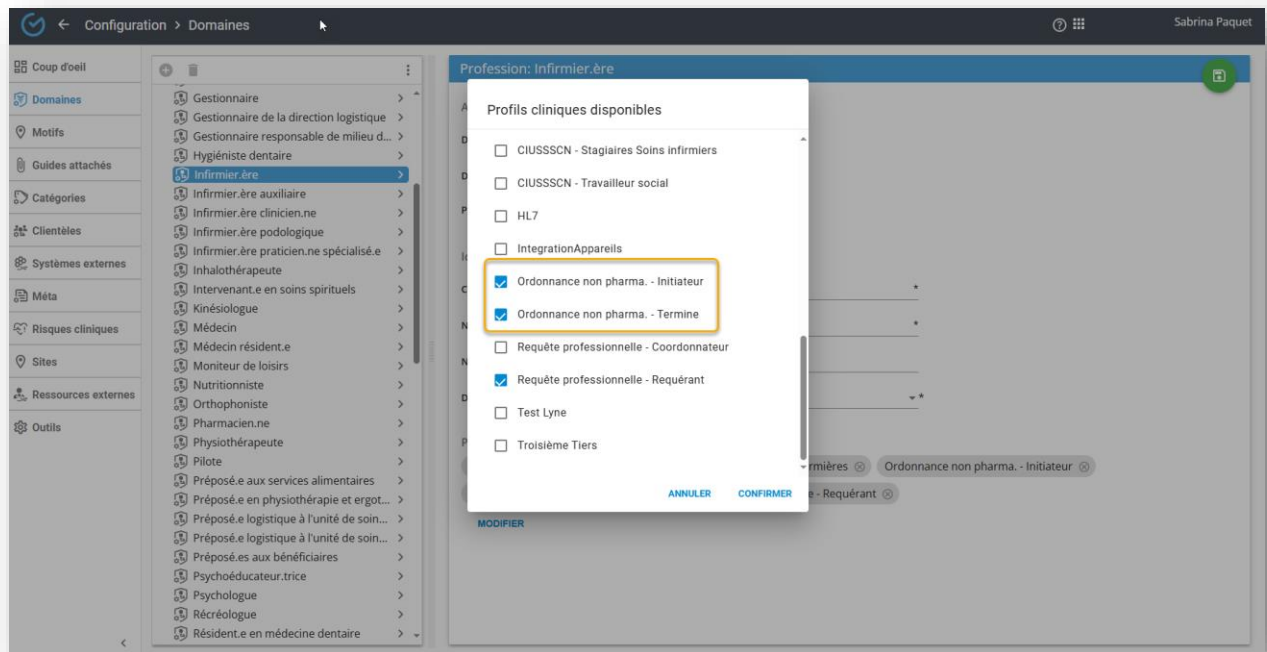 Configuration > Domaines
Sabrina Paquet
Coup d'oeil
Domaines
Motifs
Guides attachés
Catégories
Clientèles
Systèmes externes
Méta
Risques cliniques
Sites
Ressources externes
Outils
Gestionnaire
Gestionnaire de la direction logistique
Gestionnaire responsable de milieu d...
Hygiéniste dentaire
Infirmier.ère
Infirmier.ère auxiliaire
Infirmier.ère clinicien.ne
Infirmier.ère podologique
Infirmier.ère praticien.ne spécialisé.e
Inhalothérapeute
Intervenant.e en soins spirituels
Kinésiologue
Médecin
Médecin résident.e
Moniteur de loisirs
Nutritionniste
Orthophoniste
Pharmacien.ne
Physiothérapeute
Pilote
Préposé.e aux services alimentaires
Préposé.e en physiothérapie et ergot...
Préposé.e logistique à l'unité de soin...
Préposé.e logistique à l'unité de soin...
Préposé.es aux bénéficiaires
Psychoéducateur.trice
Psychologue
Récréologue
Résident.e en médecine dentaire
Profession: Infirmier.ère
Profils cliniques disponibles
CIUSSSCN - Stagiaires Soins infirmiers
CIUSSSCN - Travailleur social
HL7
IntegrationAppareils
Ordonnance non pharma. - Initiateur
Ordonnance non pharma. - Termine
Requête professionnelle - Coordonnateur
Requête professionnelle - Requérant
Test Lyne
Troisième Tiers
ANNULER CONFIRMER
Ordonnance non pharma. - Initiateur
- Requérant
MODIFIER